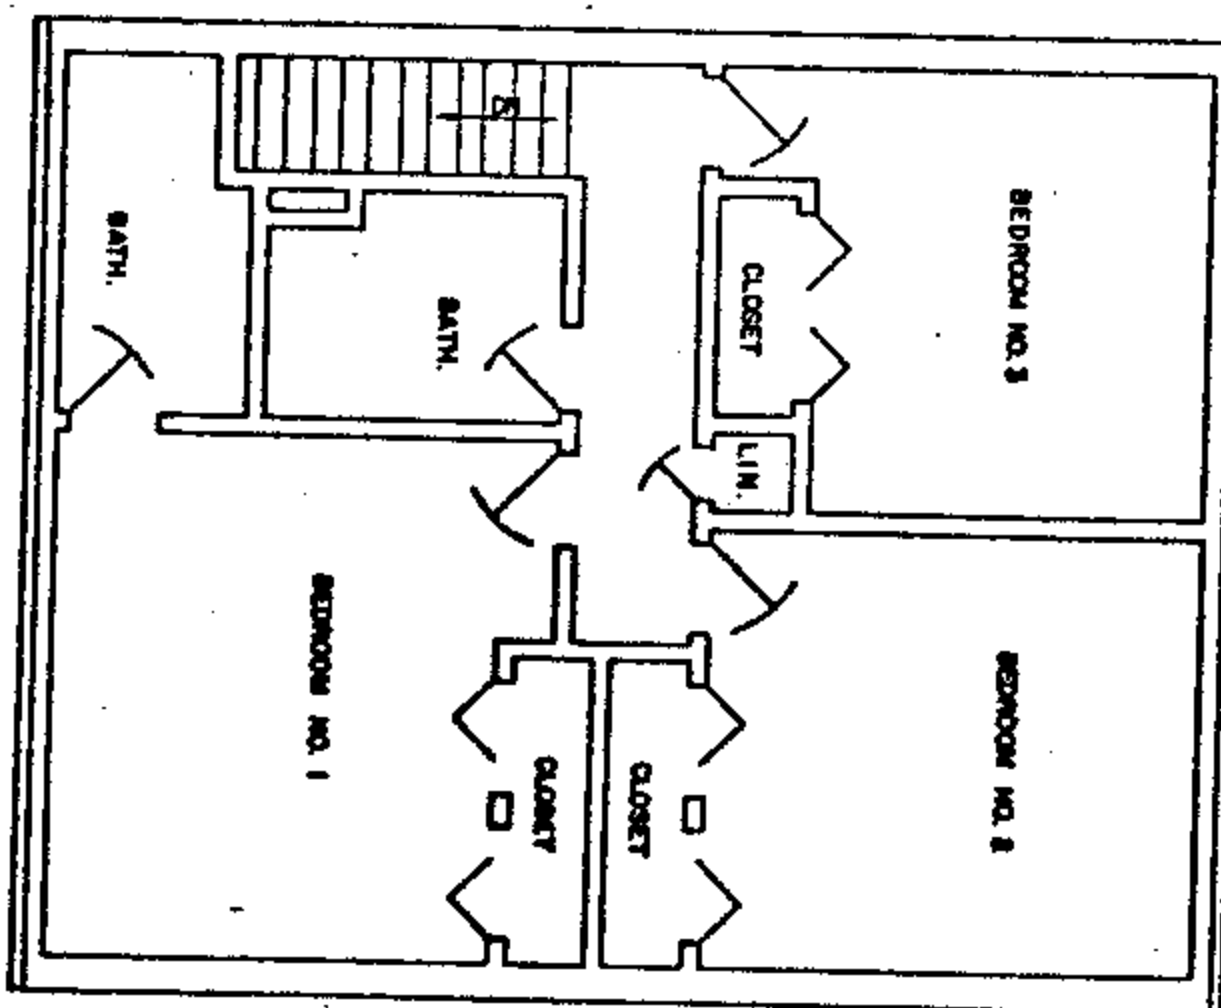 BEDROOM NO. 3
CLOSET
LIN.
BATH.
BATH.
BEDROOM NO. 1
CLOSET
CLOSET
BEDROOM NO. 2